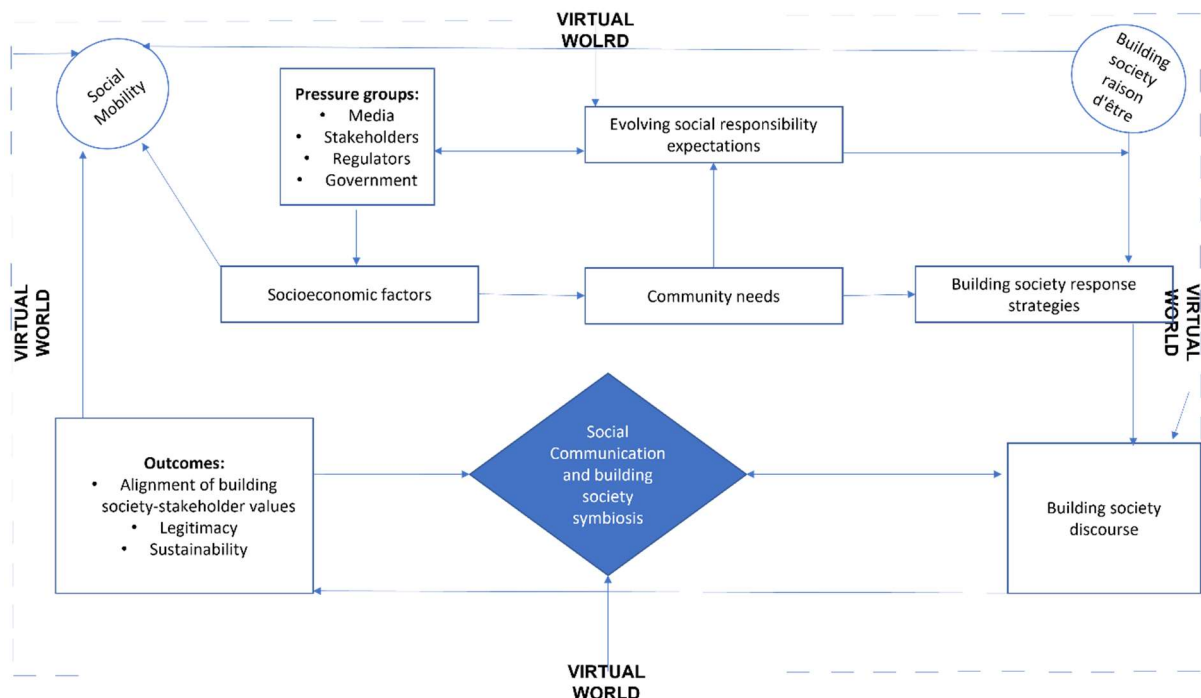 VIRTUAL
WOLRD
Social
Mobility
Building
society
raison
d'être
Pressure groups:
• Media
• Stakeholders
• Regulators
• Government
Evolving social responsibility
expectations
Socioeconomic factors
Community needs
Building society response
strategies
VIRTUAL
WORLD
VIRTUAL
WORLD
Outcomes:
• Alignment of building
society-stakeholder values
• Legitimacy
• Sustainability
Social
Communication
and building
society
symbiosis
Building society
discourse
VIRTUAL
WORLD